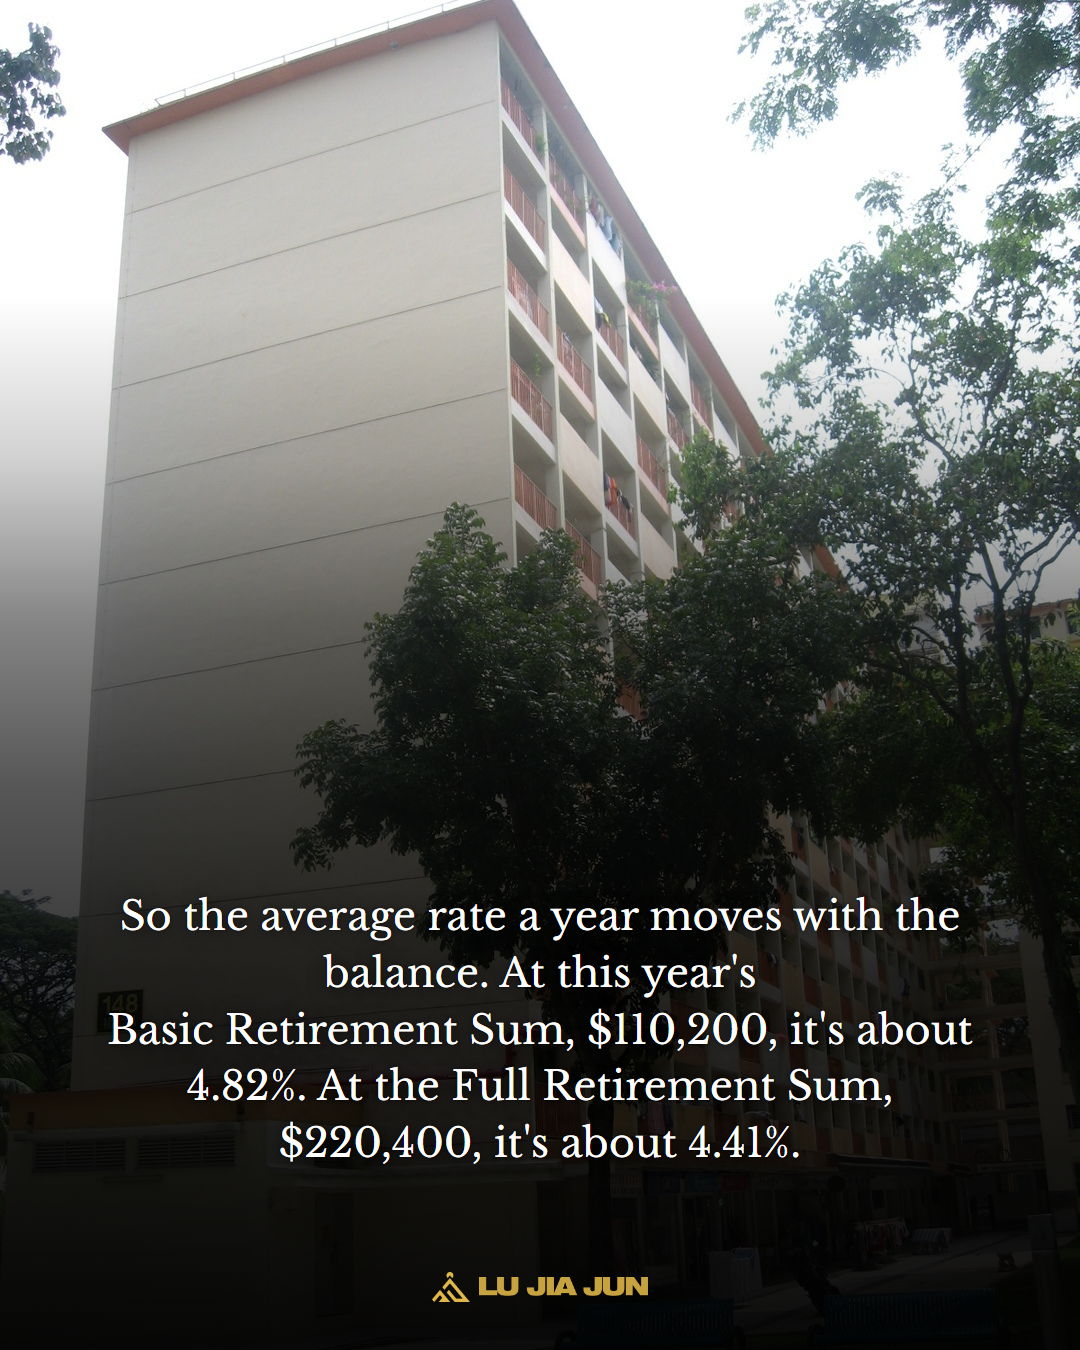 148
So the average rate a year moves with the
balance. At this year's
Basic Retirement Sum, $110,200, it's about
4.82%. At the Full Retirement Sum,
$220,400, it's about 4.41%.
LU JIA JUN